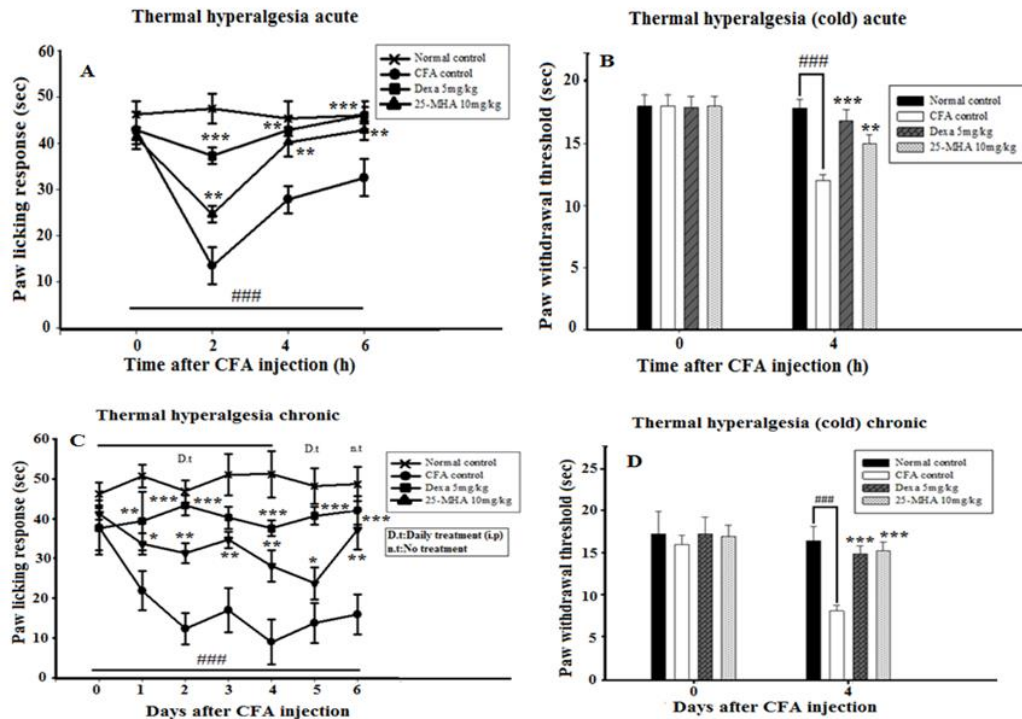 Thermal hyperalgesia acute
A
Paw licking response (sec)
60
50
40
30
20
10
0
Normal control
CFA control
Dexa 5mg/kg
25-MHA 10mg/kg
***
**
***
**
**
**
###
0 2 4 6
Time after CFA injection (h)
Thermal hyperalgesia (cold) acute
B
Paw withdrawal threshold (sec)
20
15
10
5
0
###
***
**
Normal control
CFA control
Dexa 5mg/kg
25-MHA 10mg/kg
0 4
Time after CFA injection (h)
Thermal hyperalgesia chronic
C
Paw licking response (sec)
60
50
40
30
20
10
0
D.t D.t n.t
Normal control
CFA control
Dexa 5mg/kg
25-MHA 10mg/kg
D.t:Daily treatment (i.p)
n.t:No treatment
** *** *** *** *** ***
* ** ** ** * **
###
0 1 2 3 4 5 6
Days after CFA injection
Thermal hyperalgesia (cold) chronic
D
Paw withdrawal threshold (sec)
25
20
15
10
5
0
Normal control
CFA control
Dexa 5mg/kg
25-MHA 10mg/kg
###
*** ***
0 4
Days after CFA injection